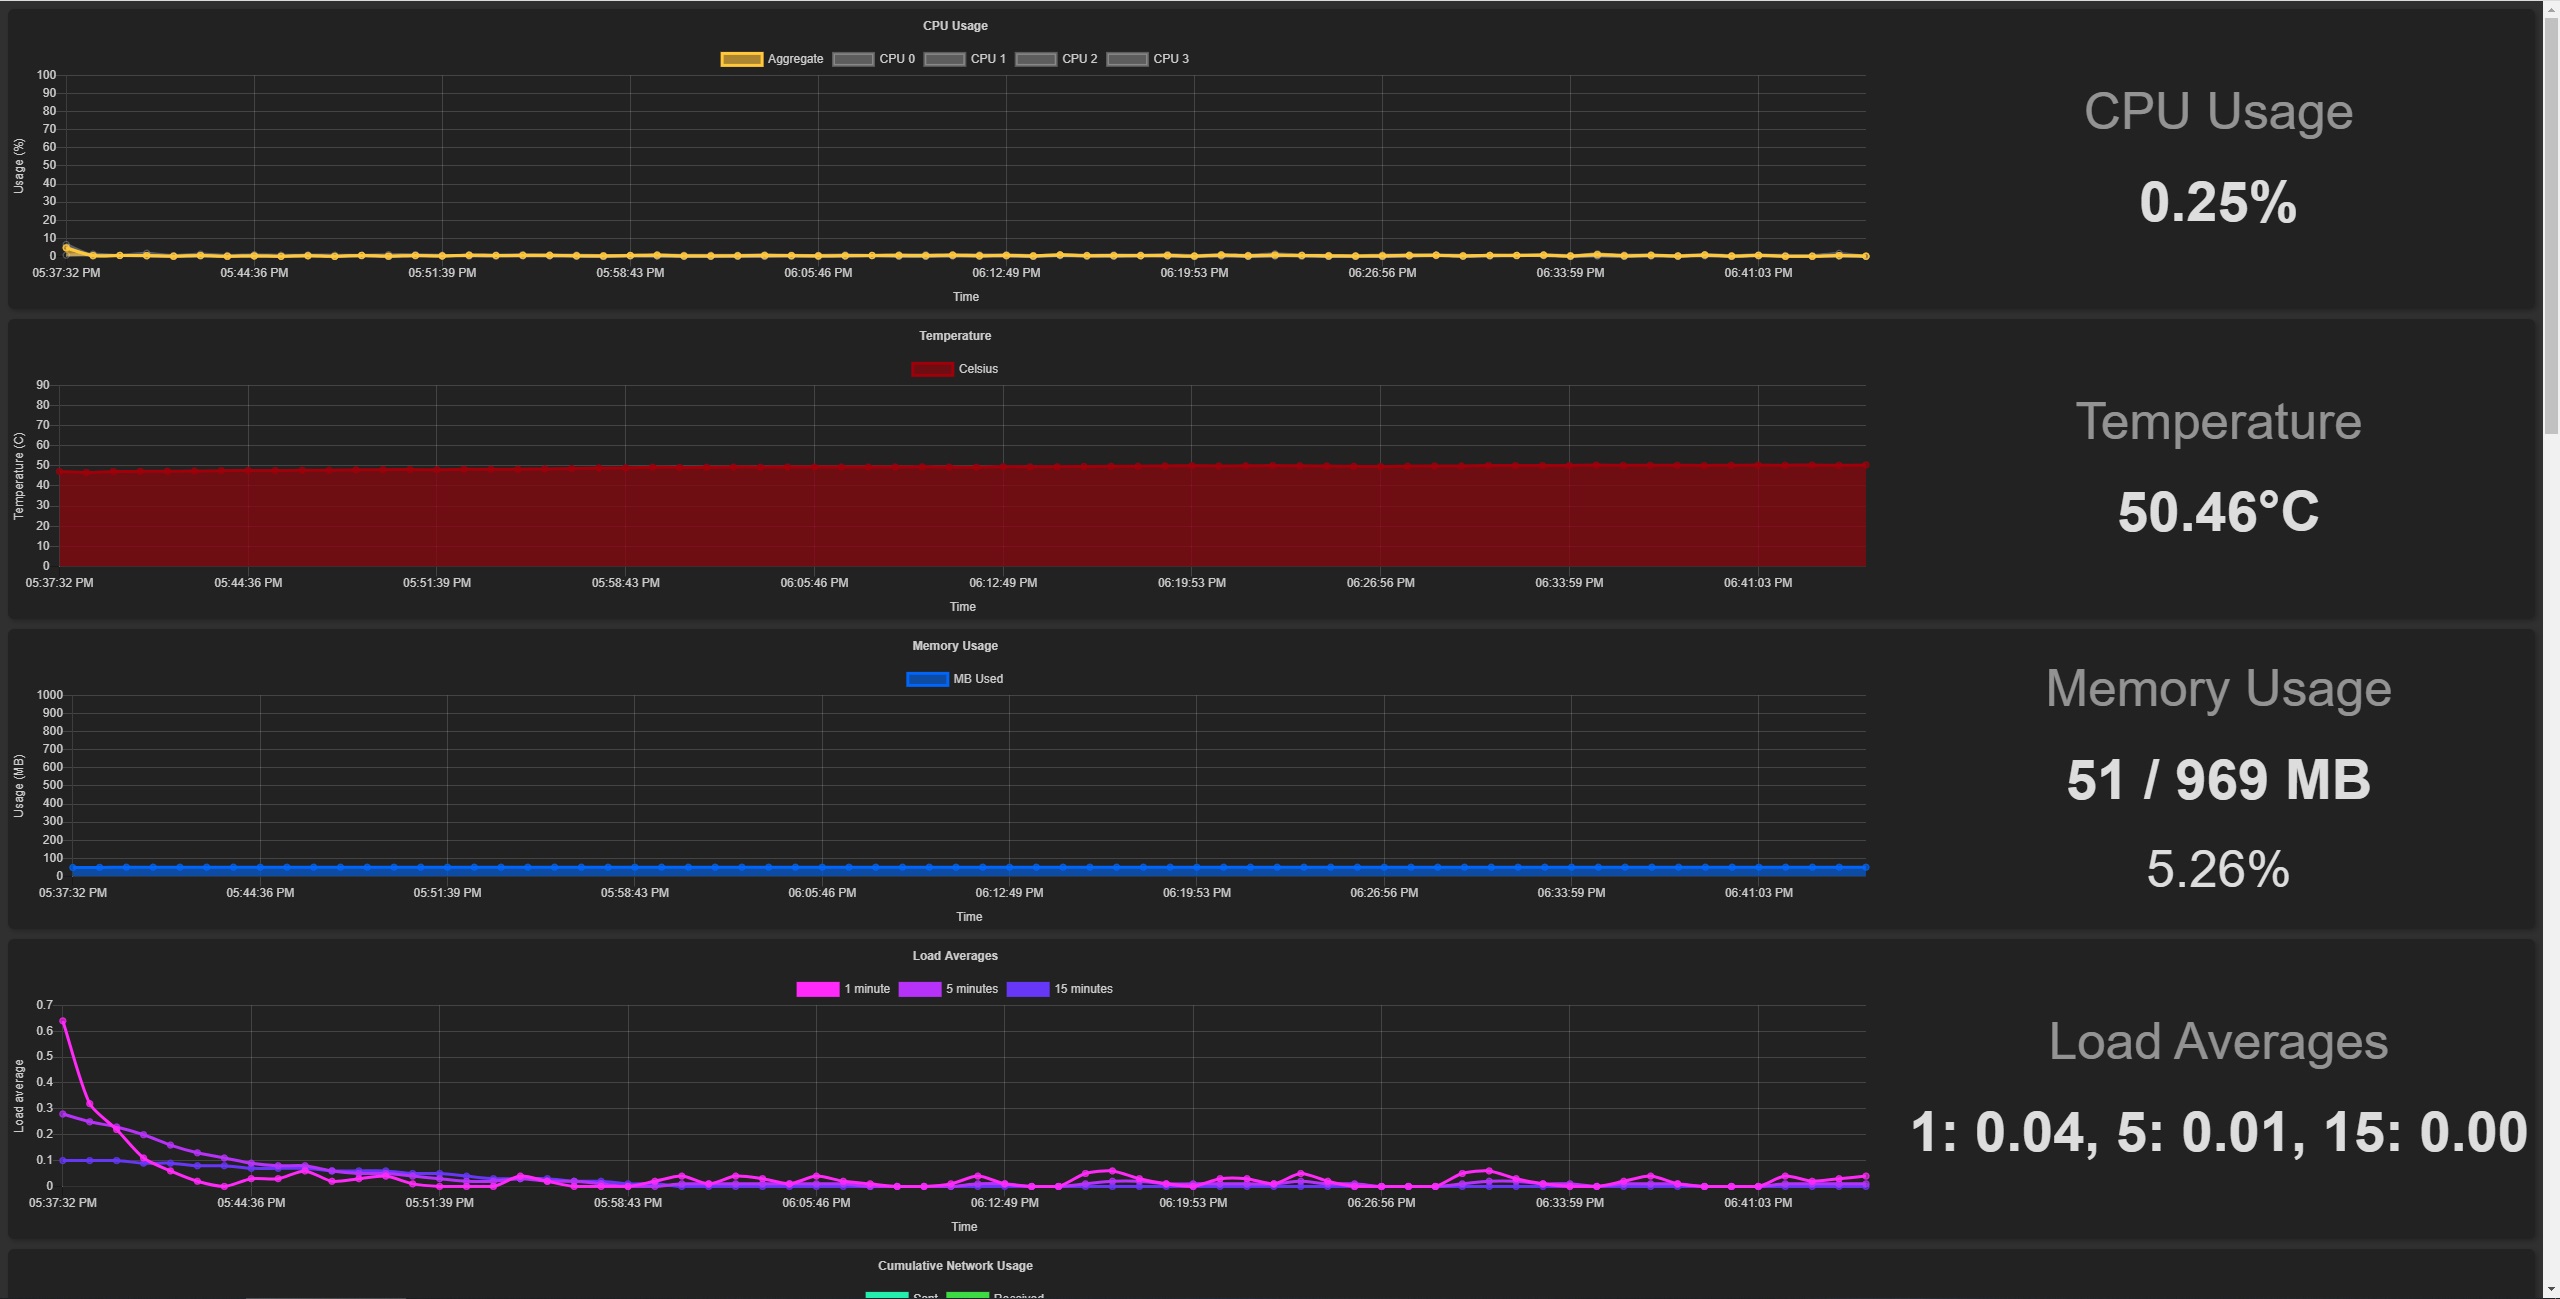 CPU Usage
Aggregate CPU 0 CPU 1 CPU 2 CPU 3
100
90
80
70
60
50
40
30
20
10
0
Usage (%)
05:37:32 PM 05:44:36 PM 05:51:39 PM 05:58:43 PM 06:05:46 PM 06:12:49 PM 06:19:53 PM 06:26:56 PM 06:33:59 PM 06:41:03 PM
Time
CPU Usage
0.25%
Temperature
Celsius
90
80
70
60
50
40
30
20
10
0
Temperature (C)
05:37:32 PM 05:44:36 PM 05:51:39 PM 05:58:43 PM 06:05:46 PM 06:12:49 PM 06:19:53 PM 06:26:56 PM 06:33:59 PM 06:41:03 PM
Time
Temperature
50.46°C
Memory Usage
MB Used
1000
900
800
700
600
500
400
300
200
100
0
Usage (MB)
05:37:32 PM 05:44:36 PM 05:51:39 PM 05:58:43 PM 06:05:46 PM 06:12:49 PM 06:19:53 PM 06:26:56 PM 06:33:59 PM 06:41:03 PM
Time
Memory Usage
51 / 969 MB
5.26%
Load Averages
1 minute 5 minutes 15 minutes
0.7
0.6
0.5
0.4
0.3
0.2
0.1
0
Load average
05:37:32 PM 05:44:36 PM 05:51:39 PM 05:58:43 PM 06:05:46 PM 06:12:49 PM 06:19:53 PM 06:26:56 PM 06:33:59 PM 06:41:03 PM
Time
Load Averages
1: 0.04, 5: 0.01, 15: 0.00
Cumulative Network Usage
Sent Received